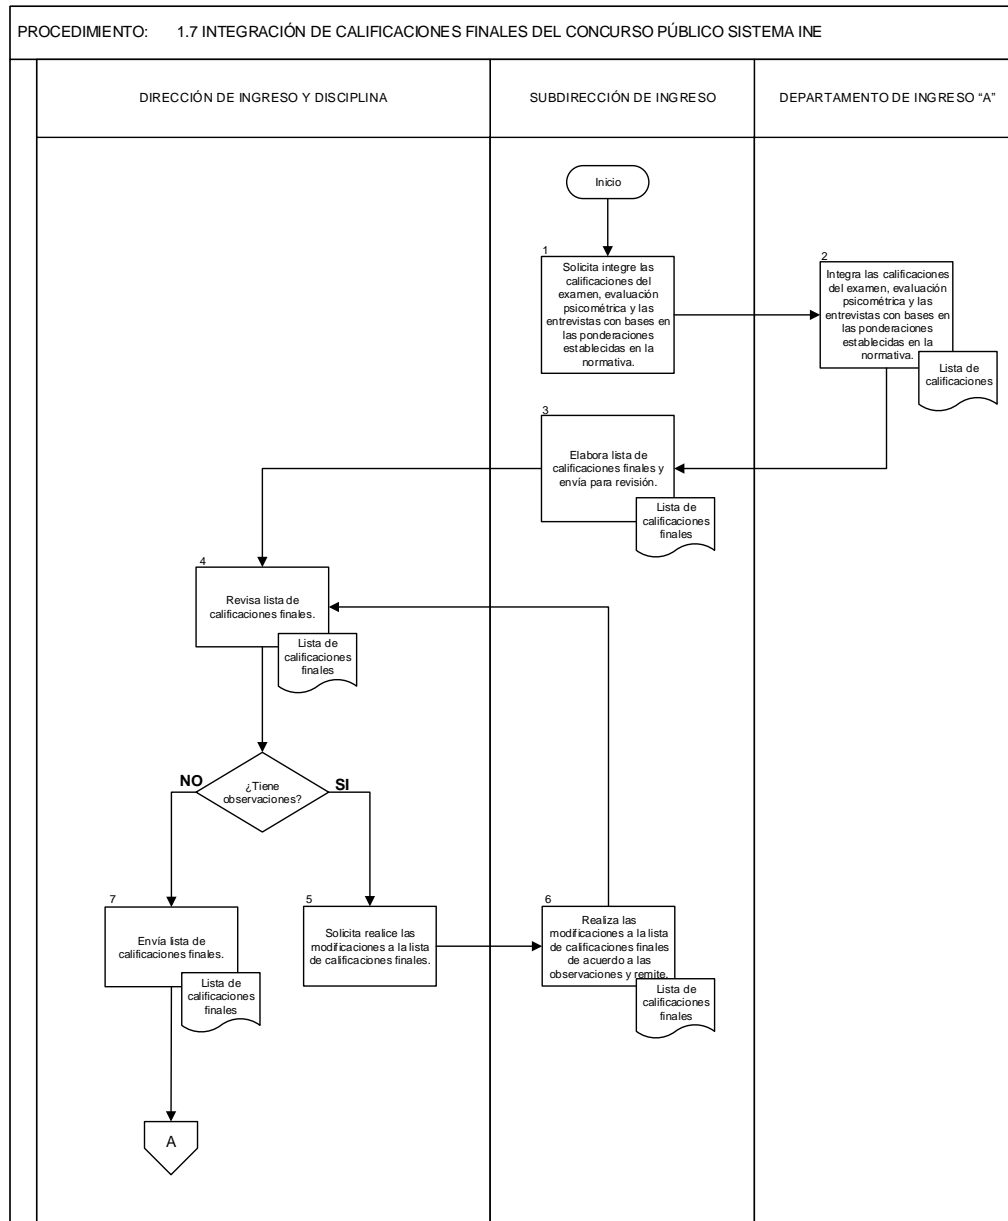 PROCEDIMIENTO: 1.7 INTEGRACIÓN DE CALIFICACIONES FINALES DEL CONCURSO PÚBLICO SISTEMA INE
DIRECCIÓN DE INGRESO Y DISCIPLINA
SUBDIRECCIÓN DE INGRESO
DEPARTAMENTO DE INGRESO “A”
Inicio
1
Solicita integre las
calificaciones del
examen, evaluación
psicométrica y las
entrevistas con bases en
las ponderaciones
establecidas en la
normativa.
2
Integra las calificaciones
del examen, evaluación
psicométrica y las
entrevistas con bases en
las ponderaciones
establecidas en la
normativa.
Lista de
calificaciones
3
Elabora lista de
calificaciones finales y
envía para revisión.
Lista de
calificaciones
finales
4
Revisa lista de
calificaciones finales.
Lista de
calificaciones
finales
¿Tiene
observaciones?
NO
SI
7
Envía lista de
calificaciones finales.
Lista de
calificaciones
finales
5
Solicita realice las
modificaciones a la lista
de calificaciones finales.
6
Realiza las
modificaciones a la lista
de calificaciones finales
de acuerdo a las
observaciones y remite.
Lista de
calificaciones
finales
A